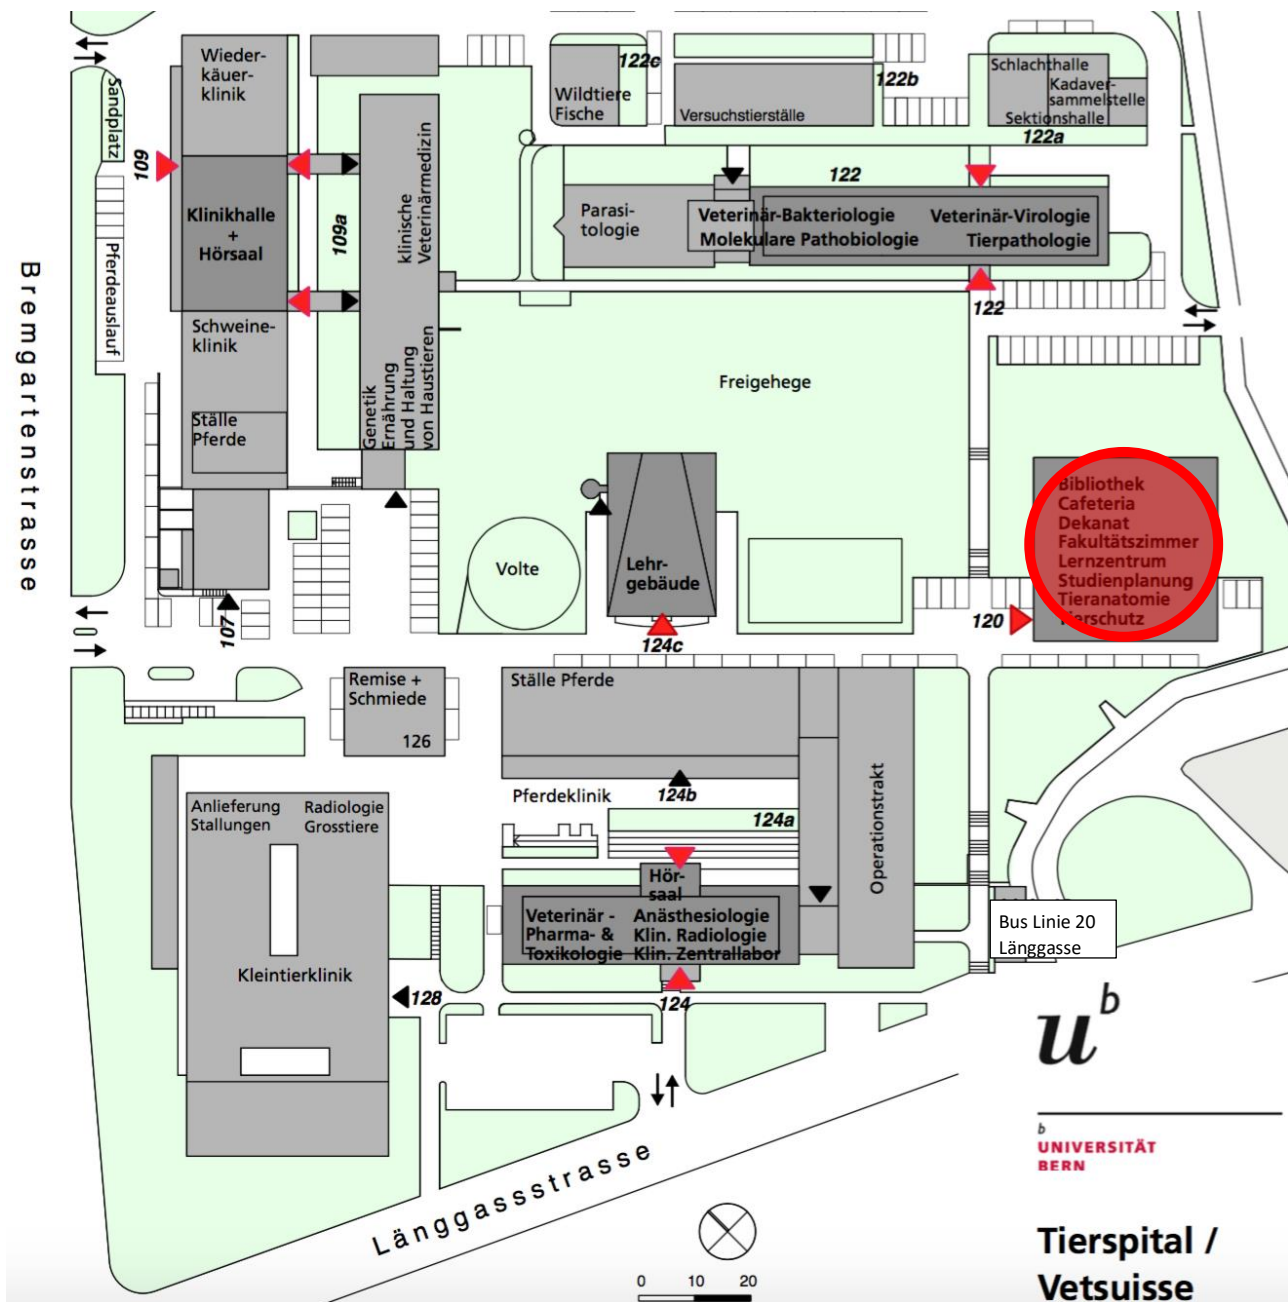 Wieder-
käuer-
klinik
Sandplatz
109
Klinikhalle
+
Hörsaal
109a
klinische
Veterinärmedizin
Pferdeauslauf
Schweine-
klinik
Ställe
Pferde
Genetik
Ernährung
und Haltung
von Haustieren
Bremgartenstrasse
107
122c
Wildtiere
Fische
122b
Versuchstierställe
Schlachthalle
Kadaver-
sammelstelle
Sektionshalle
122a
122
Parasi-
tologie
Veterinär-Bakteriologie
Molekulare Pathobiologie
Veterinär-Virologie
Tierpathologie
122
Freigehege
Volte
Lehr-
gebäude
124c
Bibliothek
Cafeteria
Dekanat
Fakultätszimmer
Lernzentrum
Studienplanung
Tieranatomie
Tierschutz
120
Remise +
Schmiede
126
Ställe Pferde
Pferdeklinik
124b
124a
Operationstrakt
Anlieferung
Stallungen
Radiologie
Grosstiere
Kleintierklinik
128
Hör-
saal
Veterinär -
Pharma- &
Toxikologie
Anästhesiologie
Klin. Radiologie
Klin. Zentrallabor
124
Bus Linie 20
Länggasse
Länggassstrasse
0 10 20
u b
b
UNIVERSITÄT
BERN
Tierspital /
Vetsuisse